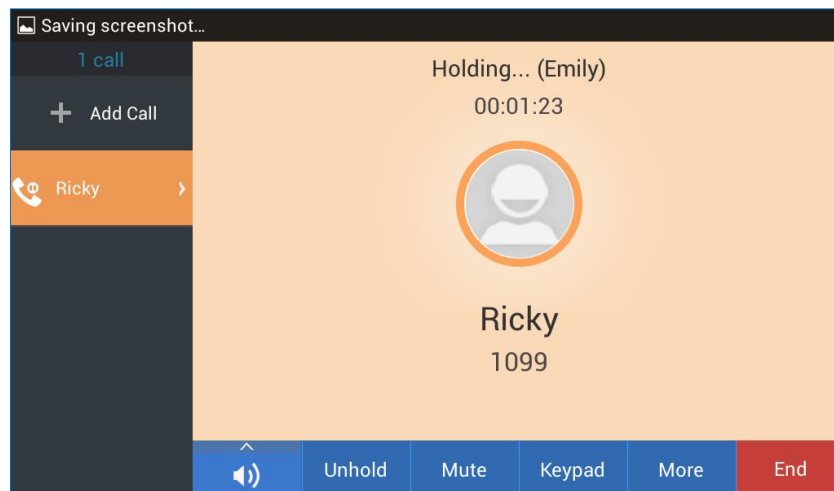 Saving screenshot...
1 call
Add Call
Ricky
Holding... (Emily)
00:01:23
Ricky
1099
Unhold Mute Keypad More End